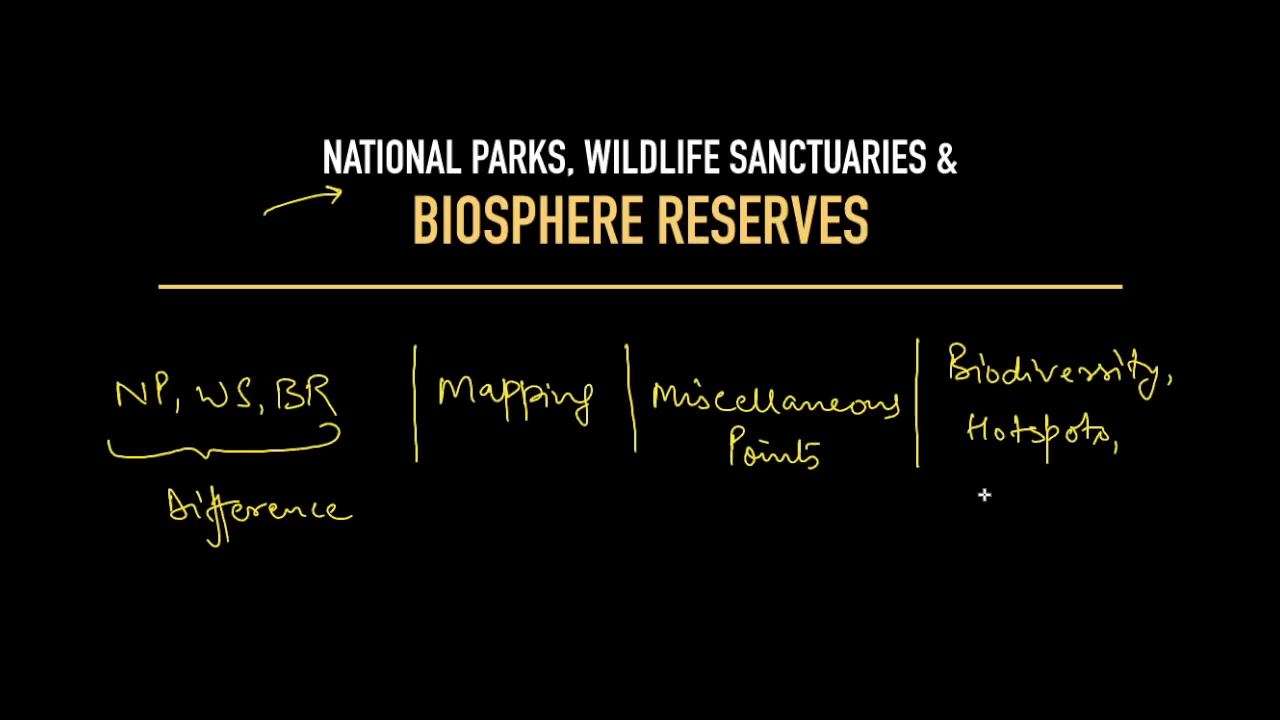 NATIONAL PARKS, WILDLIFE SANCTUARIES &
BIOSPHERE RESERVES
NP, WS, BR
Difference
Mapping
Miscellaneous
Points
Biodiversity,
Hotspots,